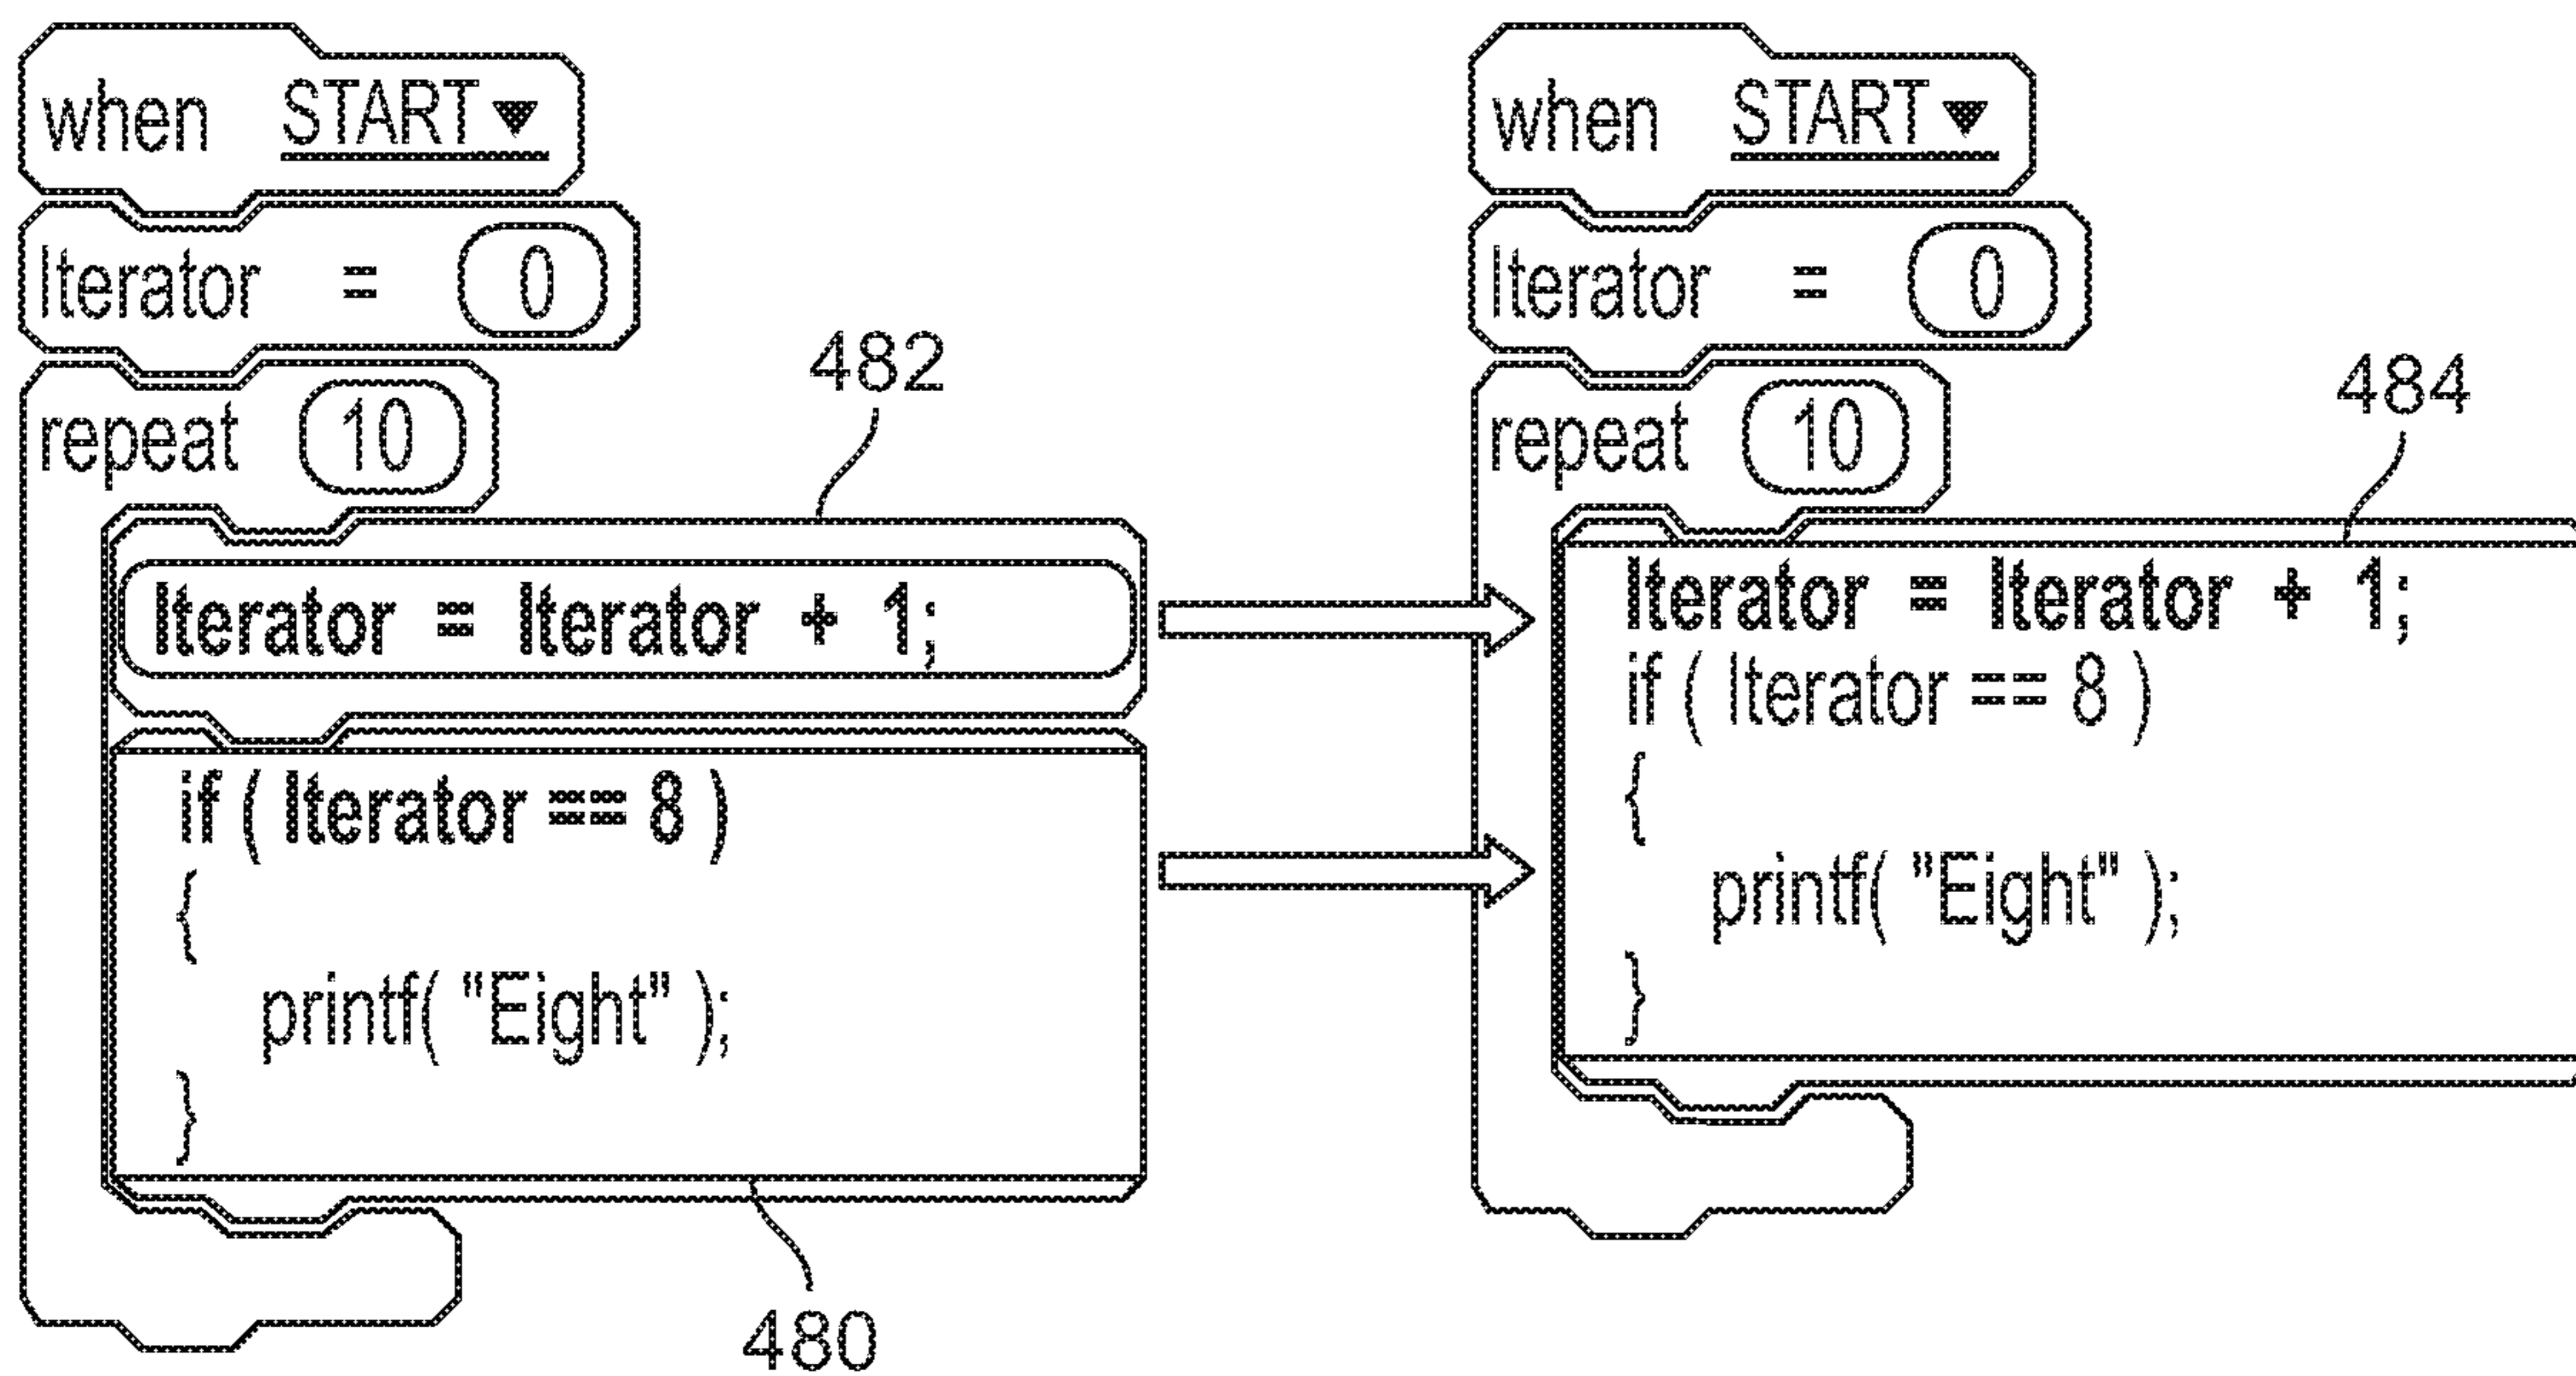 when START▼
Iterator = 0
482
repeat 10
Iterator = Iterator + 1;
if ( Iterator == 8 )
{
printf( "Eight" );
}
480
when START▼
Iterator = 0
484
repeat 10
Iterator = Iterator + 1;
if ( Iterator == 8 )
{
printf( "Eight" );
}